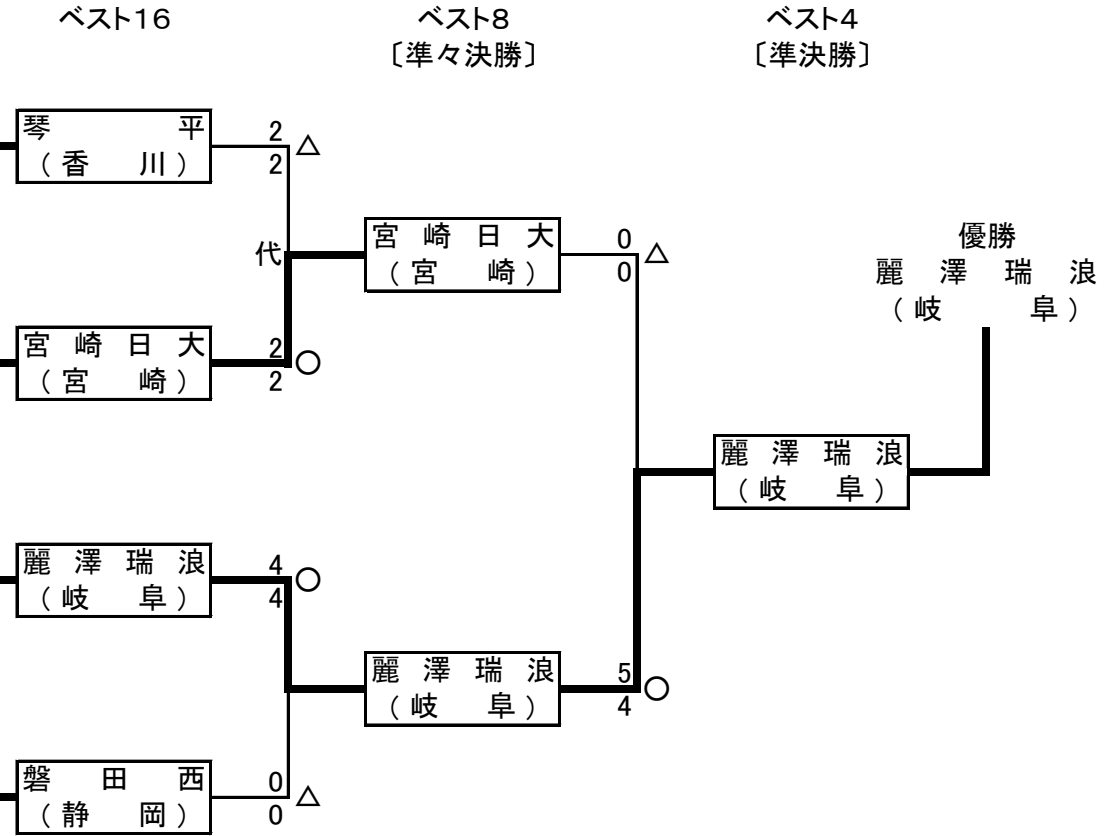 ベスト16
ベスト8
〔準々決勝〕
ベスト4
〔準決勝〕
琴平
(香川)
2
2
△
代
宮崎日大
(宮崎)
2
2
○
宮崎日大
(宮崎)
0
0
△
優勝
麗澤瑞浪
(岐阜)
麗澤瑞浪
(岐阜)
麗澤瑞浪
(岐阜)
4
4
○
麗澤瑞浪
(岐阜)
5
4
○
磐田西
(静岡)
0
0
△